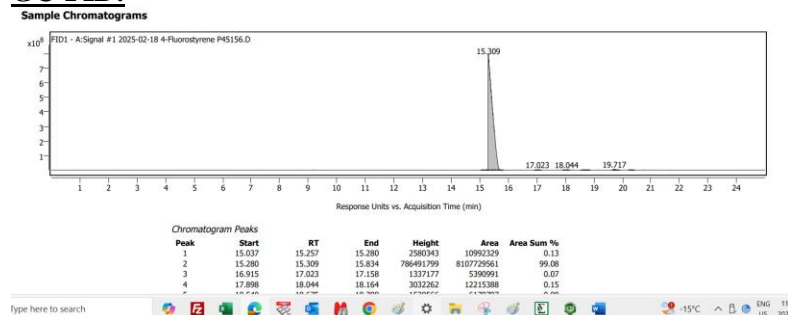 Sample Chromatograms
x10⁸
FID1 - A:Signal #1 2025-02-18 4-Fluorostyrene P45156.D
15.309
7
6
5
4
3
2
1
17.023 18.044 19.717
1 2 3 4 5 6 7 8 9 10 11 12 13 14 15 16 17 18 19 20 21 22 23 24
Response Units vs. Acquisition Time (min)
Chromatogram Peaks
Peak Start RT End Height Area Area Sum %
1 15.037 15.257 15.280 2580343 10992329 0.13
2 15.280 15.309 15.834 786491799 8107729561 99.08
3 16.915 17.023 17.158 1337177 5390991 0.07
4 17.898 18.044 18.164 3032262 12215388 0.15
ype here to search
-15°C
ENG
US